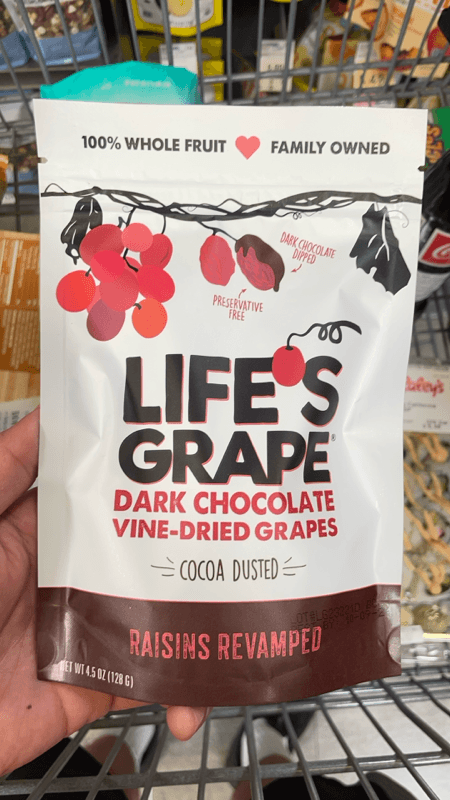 100% WHOLE FRUIT FAMILY OWNED
DARK CHOCOLATE
DIPPED
PRESERVATIVE
FREE
LIFE'S
GRAPE®
DARK CHOCOLATE
VINE-DRIED GRAPES
COCOA DUSTED
RAISINS REVAMPED
NET WT 4.5 OZ (128 G)